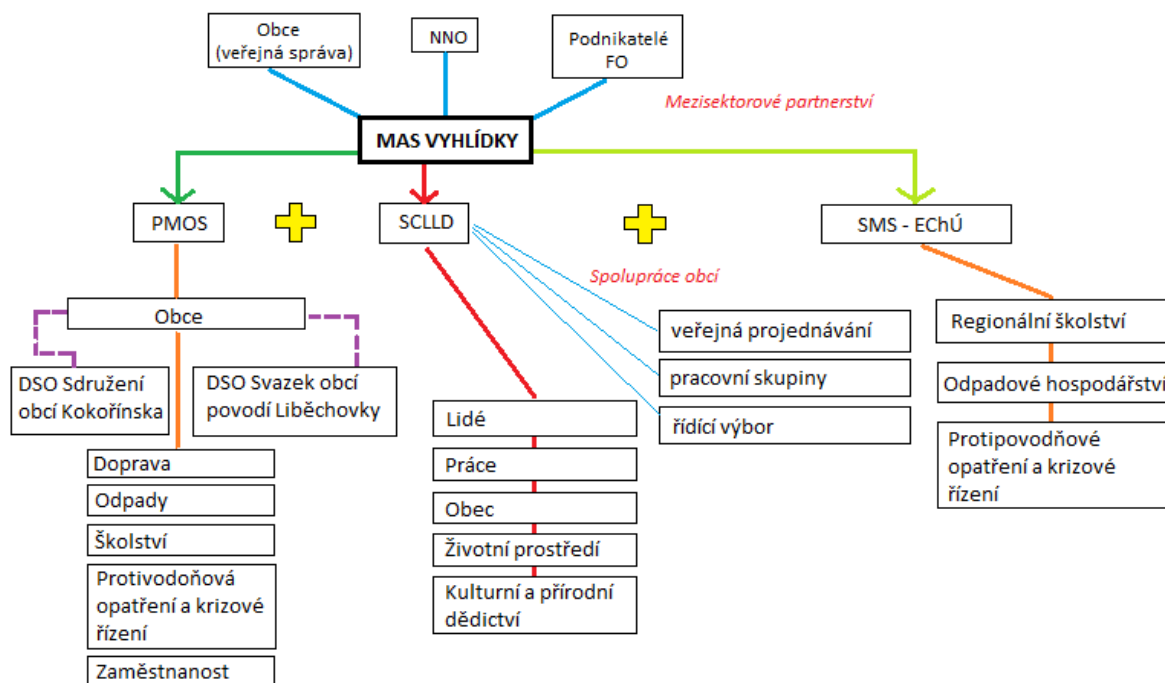 Obce
(veřejná správa)
NNO
Podnikatelé
FO
Mezisektorové partnerství
MAS VYHLÍDKY
PMOS
SCLLD
SMS - EChÚ
Spolupráce obcí
Obce
DSO Sdružení
obcí Kokořínska
DSO Svazek obcí
povodí Liběchovky
Doprava
Odpady
Školství
Protivodoňová
opatření a krizové
řízení
Zaměstnanost
Lidé
Práce
Obec
Životní prostředí
Kulturní a přírodní
dědictví
veřejná projednávání
pracovní skupiny
řídící výbor
Regionální školství
Odpadové hospodářství
Protipovodňové
opatření a krizové
řízení